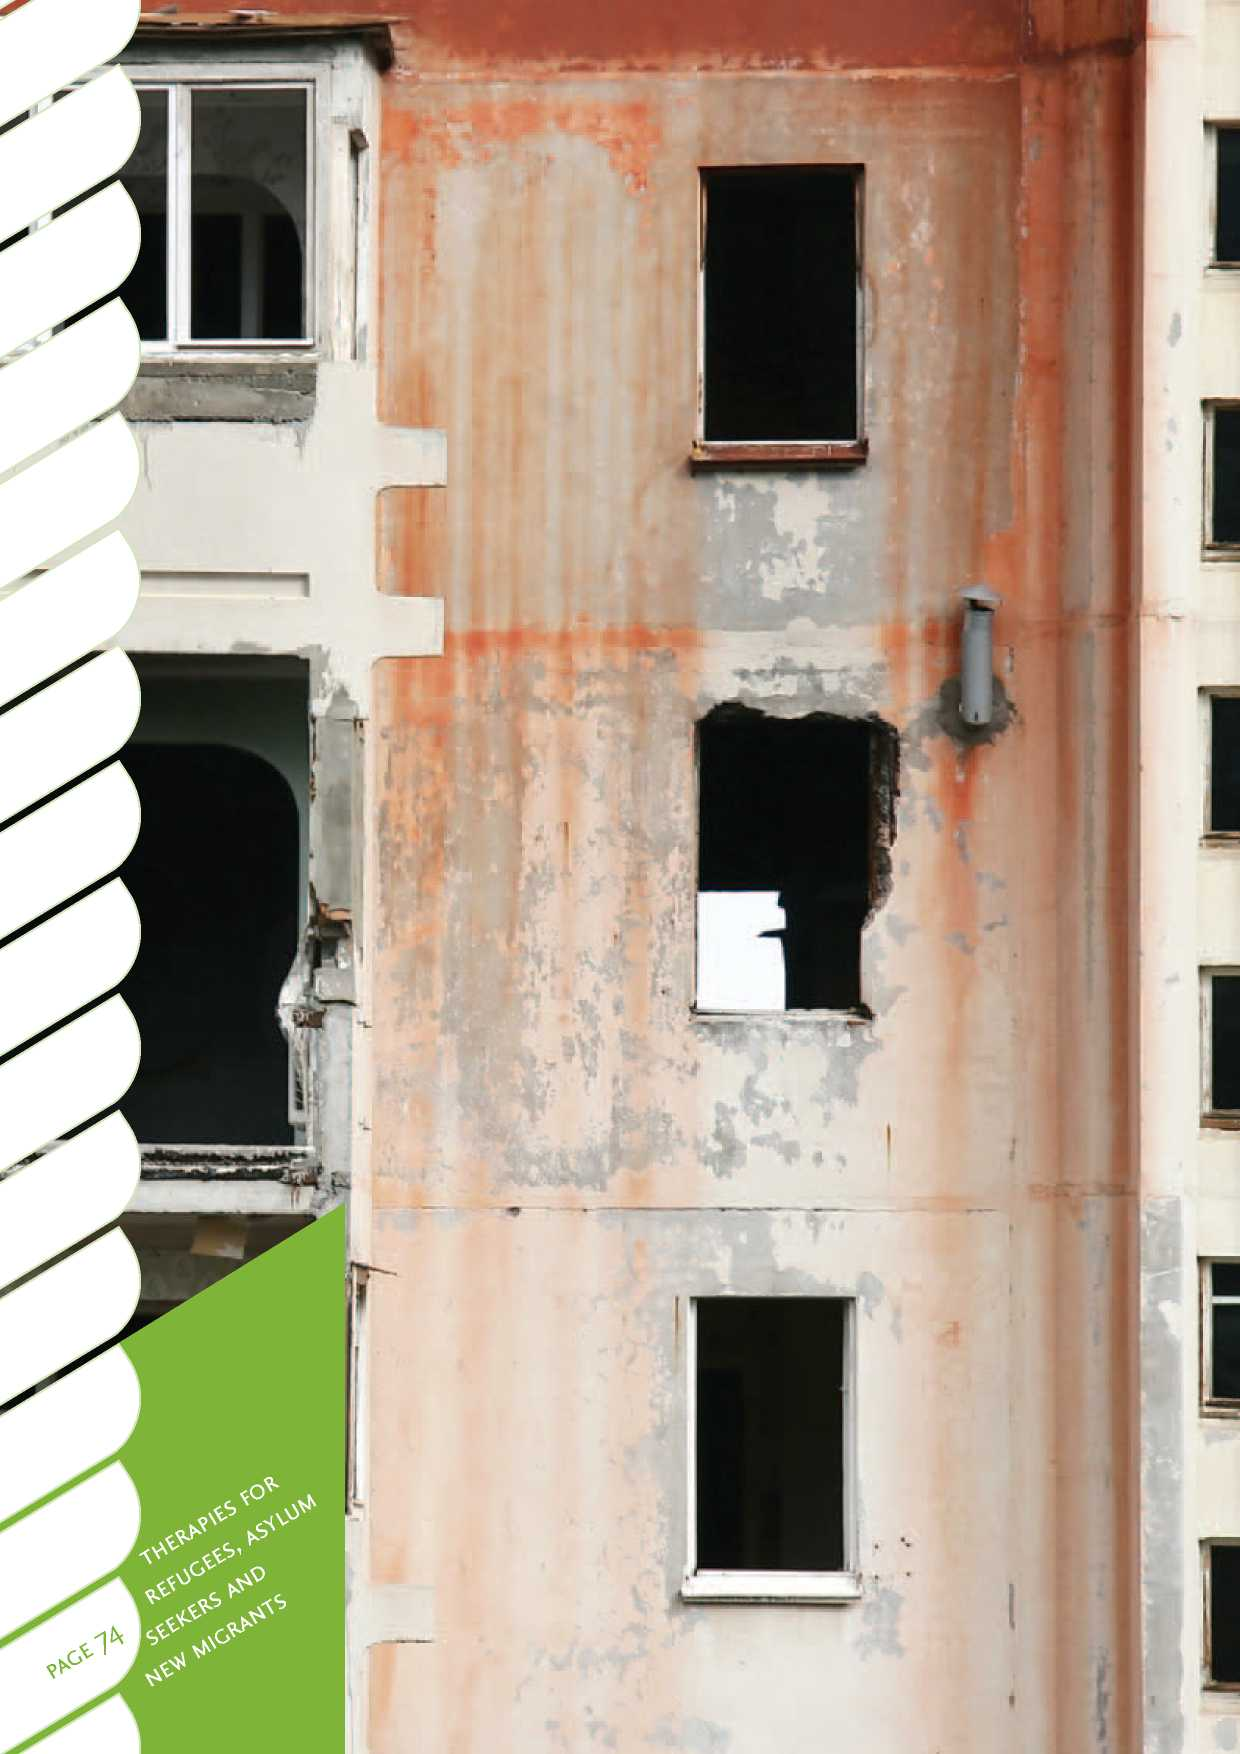 THERAPIES FOR
REFUGEES, ASYLUM
SEEKERS AND
NEW MIGRANTS
PAGE 74